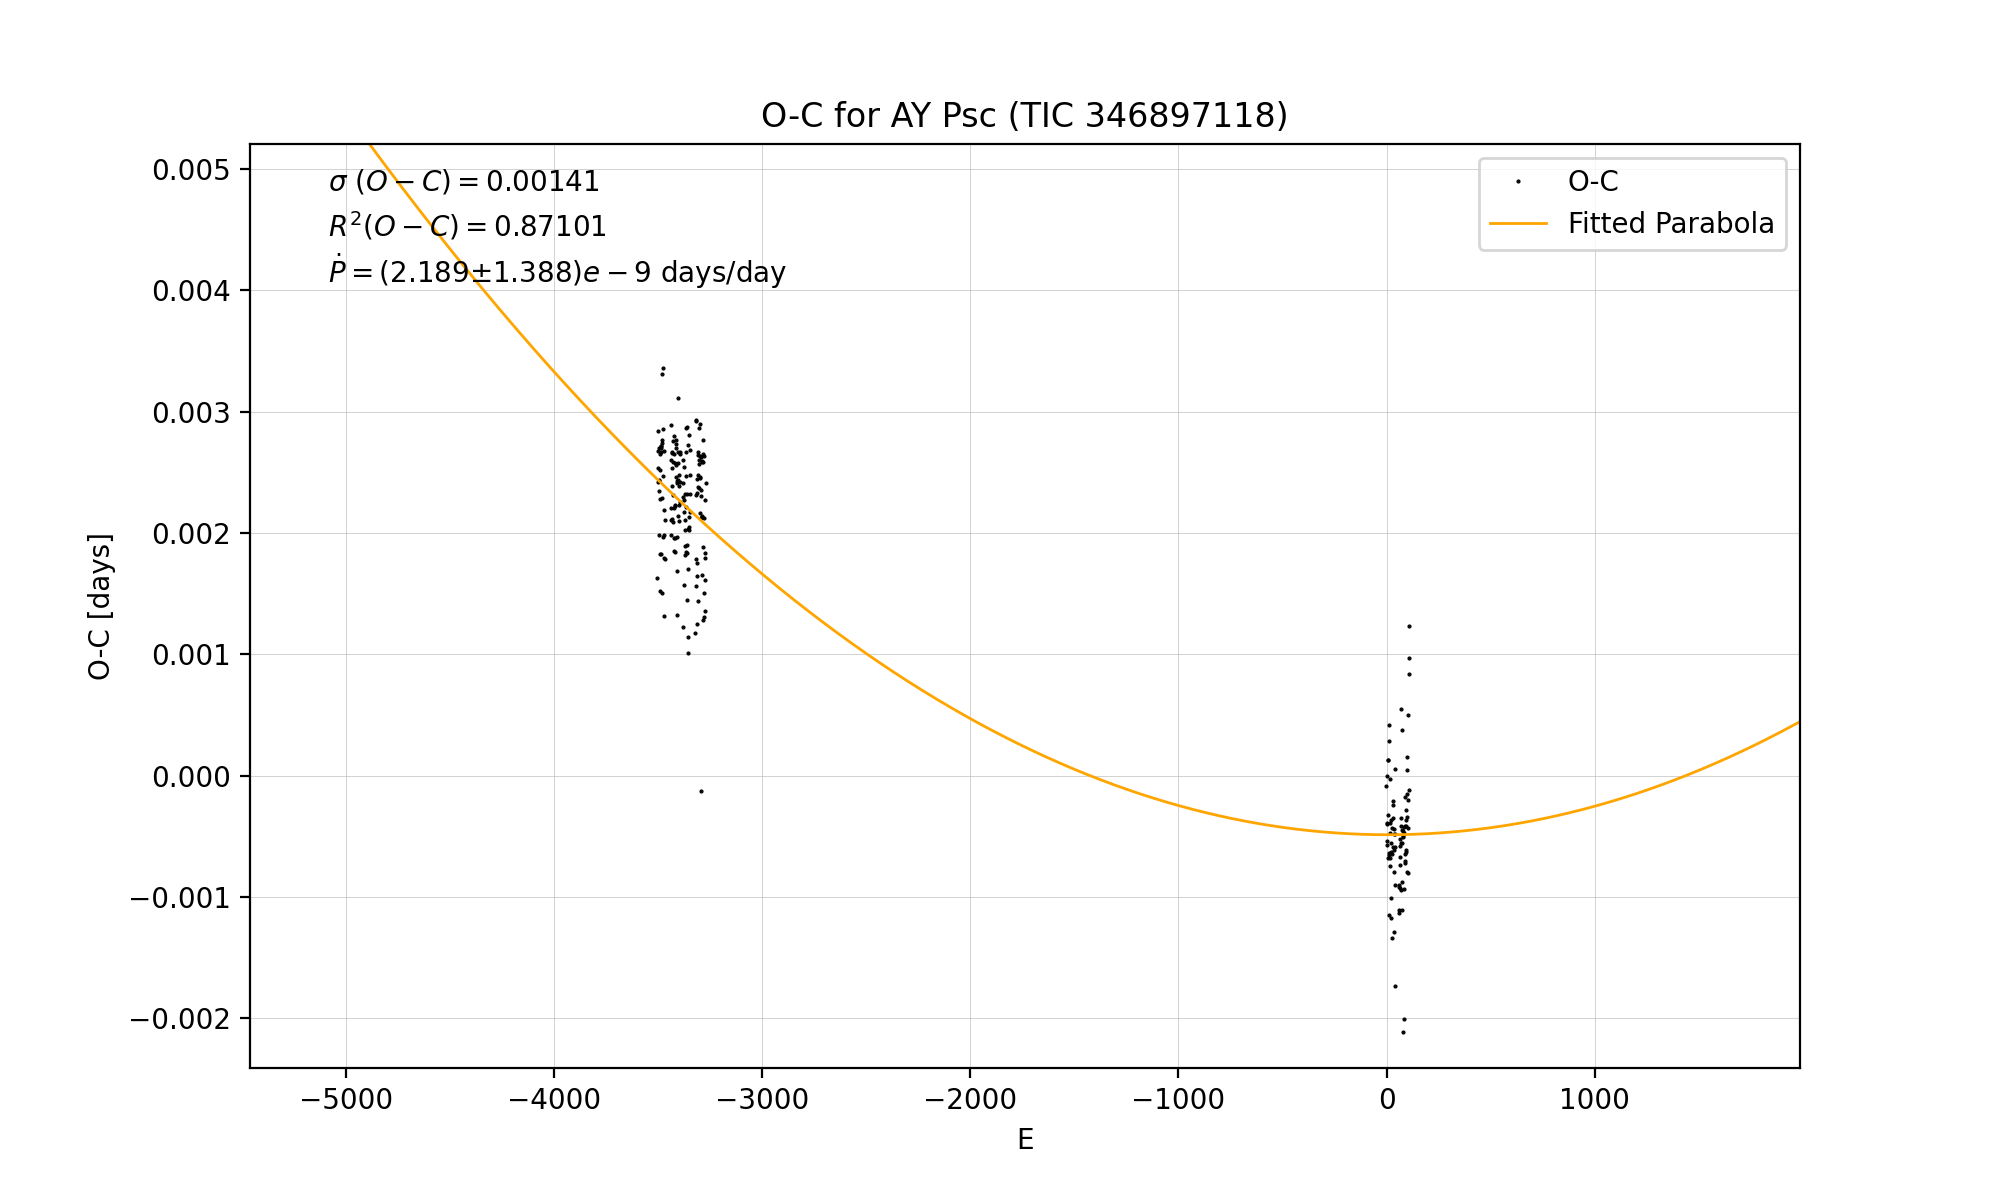 O-C for AY Psc (TIC 346897118)
σ (O − C) = 0.00141
R²(O − C) = 0.87101
Ṗ = (2.189±1.388)e − 9 days/day
O-C
Fitted Parabola
0.005
0.004
0.003
0.002
0.001
0.000
−0.001
−0.002
O-C [days]
−5000 −4000 −3000 −2000 −1000 0 1000
E